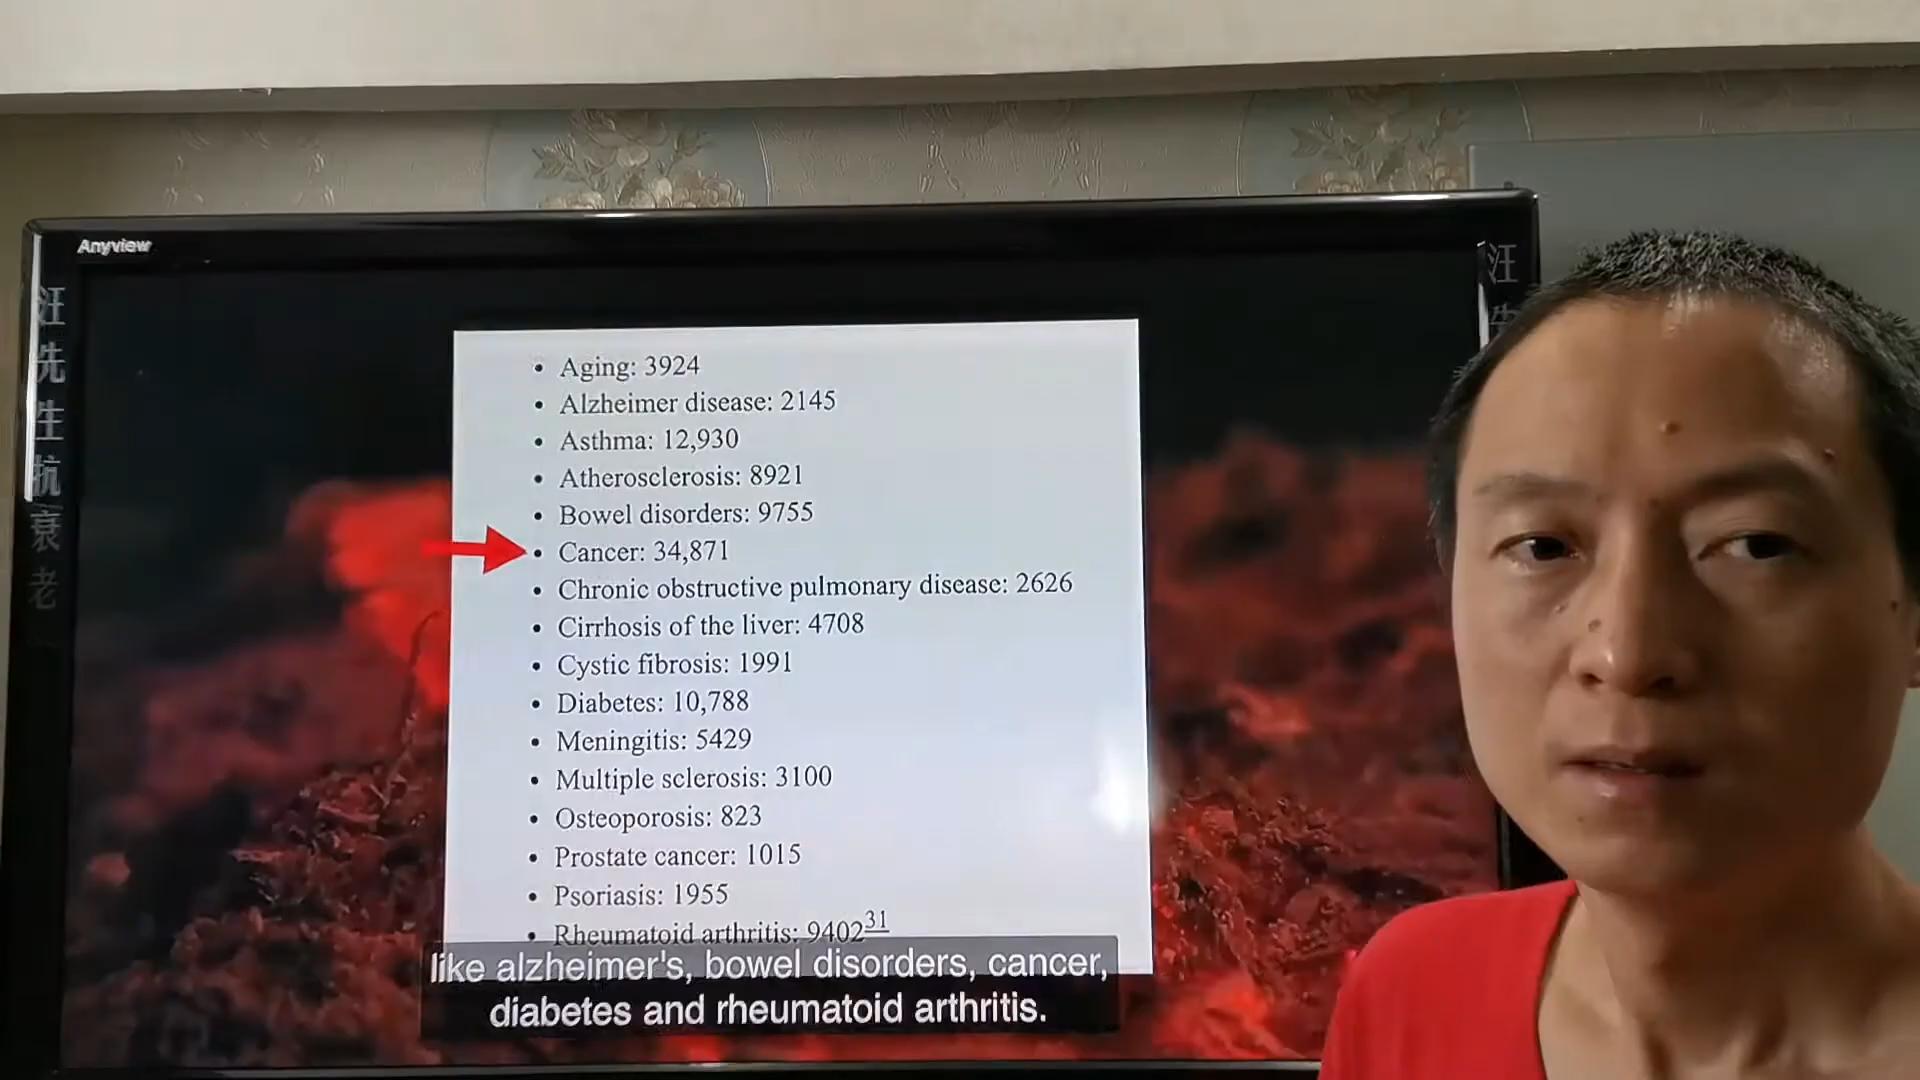 Anyview
汪先生抗衰老
汪
• Aging: 3924
• Alzheimer disease: 2145
• Asthma: 12,930
• Atherosclerosis: 8921
• Bowel disorders: 9755
• Cancer: 34,871
• Chronic obstructive pulmonary disease: 2626
• Cirrhosis of the liver: 4708
• Cystic fibrosis: 1991
• Diabetes: 10,788
• Meningitis: 5429
• Multiple sclerosis: 3100
• Osteoporosis: 823
• Prostate cancer: 1015
• Psoriasis: 1955
• Rheumatoid arthritis: 9402³¹
like alzheimer's, bowel disorders, cancer,
diabetes and rheumatoid arthritis.